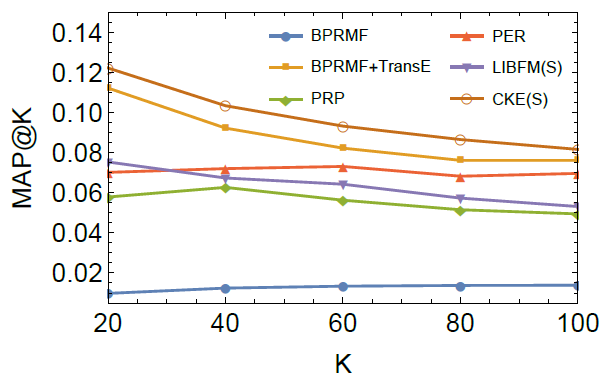 0.14
0.12
0.10
0.08
0.06
0.04
0.02
MAP@K
BPRMF
BPRMF+TransE
PRP
PER
LIBFM(S)
CKE(S)
20 40 60 80 100
K